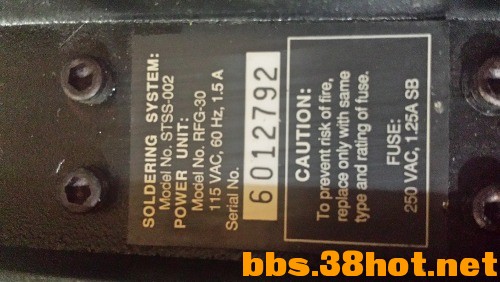 SOLDERING SYSTEM:
Model No. STSS-002
POWER UNIT:
Model No. RFG-30
115 VAC, 60 Hz, 1.5 A
Serial No.
6012792
CAUTION:
To prevent risk of fire,
replace only with same
type and rating of fuse.
FUSE:
250 VAC, 1.25A SB
bbs.38hot.net